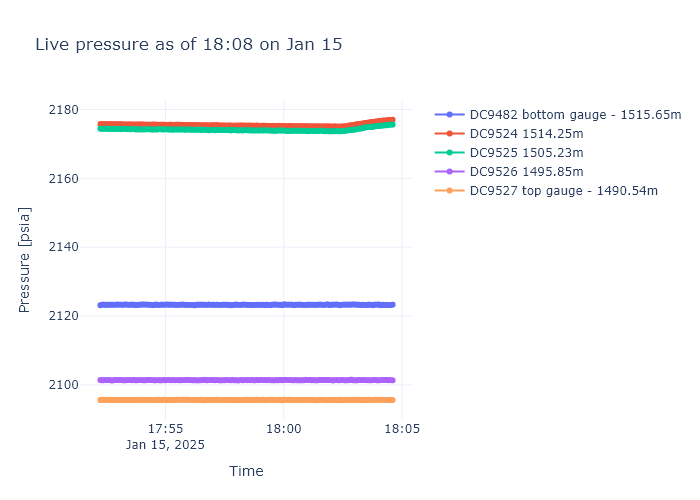 Live pressure as of 18:08 on Jan 15
Pressure [psia]
2180
2160
2140
2120
2100
17:55
Jan 15, 2025
18:00
18:05
Time
DC9482 bottom gauge - 1515.65m
DC9524 1514.25m
DC9525 1505.23m
DC9526 1495.85m
DC9527 top gauge - 1490.54m